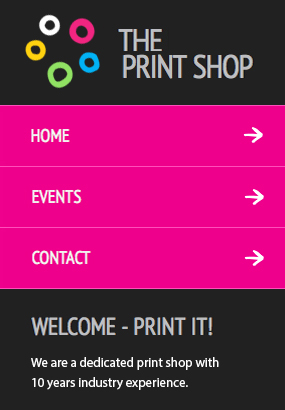 THE
PRINT SHOP
HOME
EVENTS
CONTACT
WELCOME - PRINT IT!
We are a dedicated print shop with
10 years industry experience.